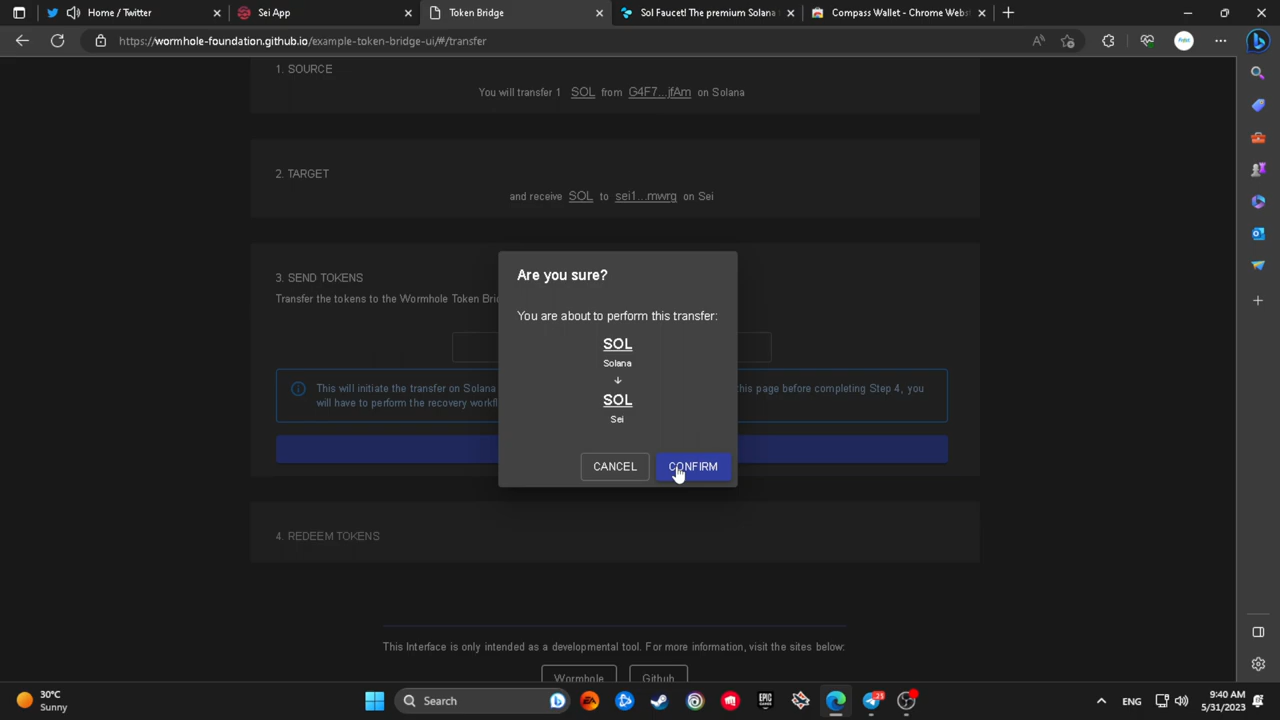 Home / Twitter
Sei App
Token Bridge
Sol Faucet! The premium Solana
Compass Wallet - Chrome Web
https://wormhole-foundation.github.io/example-token-bridge-ui/#/transfer
1. SOURCE
You will transfer 1 SOL from G4F7...jfAm on Solana
2. TARGET
and receive SOL to sei1...mwrg on Sei
3. SEND TOKENS
Transfer the tokens to the Wormhole Token
This will initiate the transfer on Solana
this page before completing Step 4, you
will have to perform the recovery
Are you sure?
You are about to perform this transfer:
SOL
Solana
↓
SOL
Sei
CANCEL
CONFIRM
4. REDEEM TOKENS
This Interface is only intended as a developmental tool. For more information, visit the sites below:
Wormhole
Github
30°C
Sunny
Search
EA
EPIC
GAMES
25
ENG
9:40 AM
5/31/2023